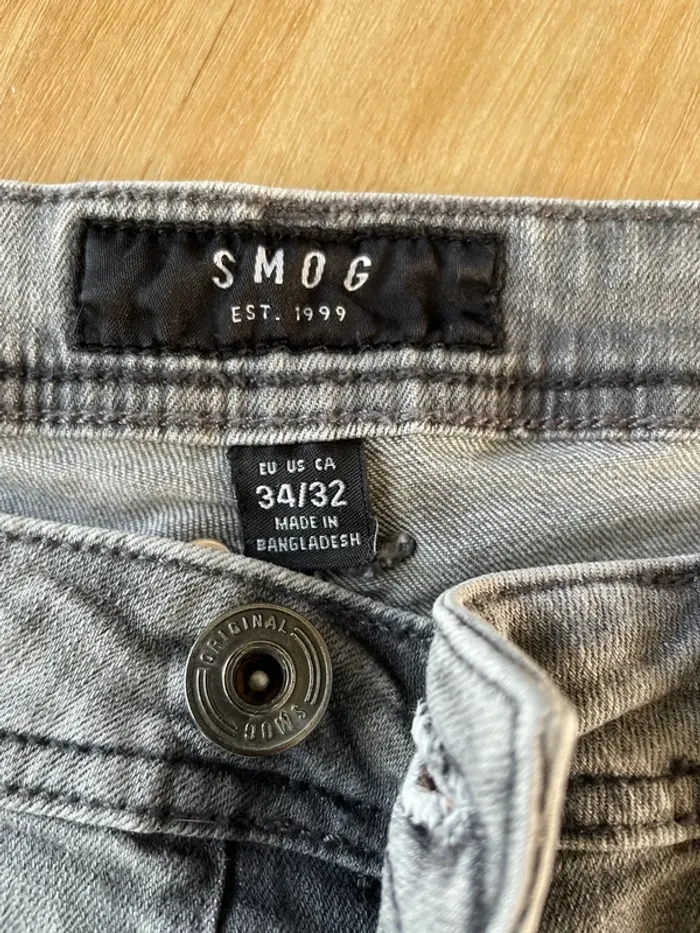 SMOG
EST. 1999
EU US CA
34/32
MADE IN
BANGLADESH
ORIGINAL
SMOG